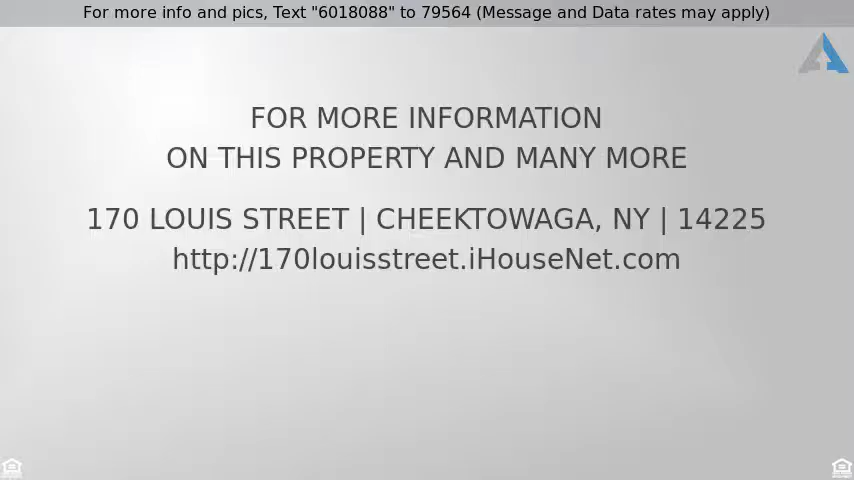 For more info and pics, Text "6018088" to 79564 (Message and Data rates may apply)
FOR MORE INFORMATION
ON THIS PROPERTY AND MANY MORE
170 LOUIS STREET | CHEEKTOWAGA, NY | 14225
http://170louisstreet.iHouseNet.com